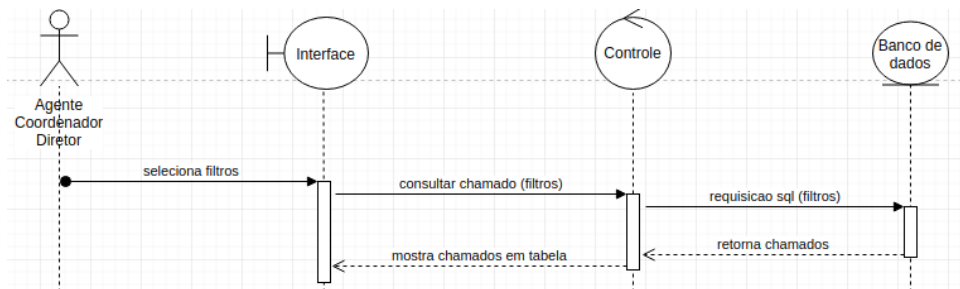 Interface
Controle
Banco de
dados
Agente
Coordenador
Diretor
seleciona filtros
consultar chamado (filtros)
requisicao sql (filtros)
retorna chamados
mostra chamados em tabela